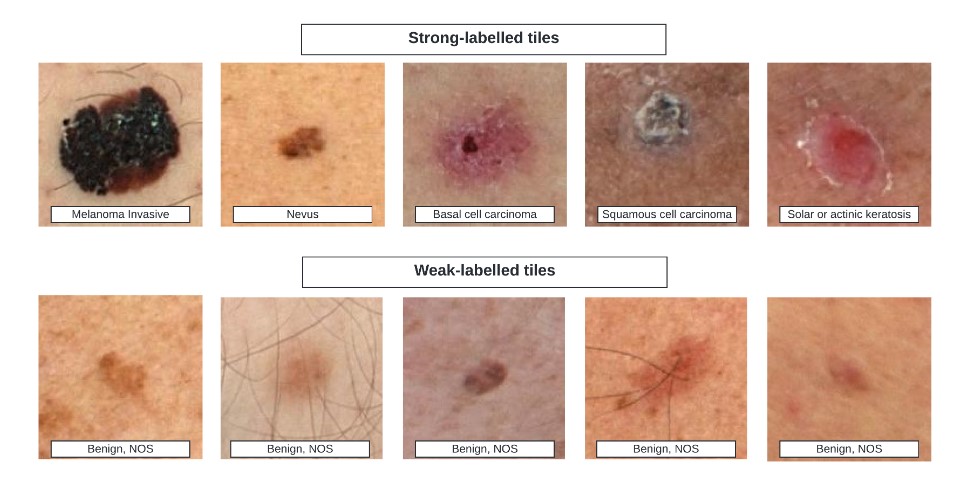 Strong-labelled tiles
Melanoma Invasive
Nevus
Basal cell carcinoma
Squamous cell carcinoma
Solar or actinic keratosis
Weak-labelled tiles
Benign, NOS
Benign, NOS
Benign, NOS
Benign, NOS
Benign, NOS